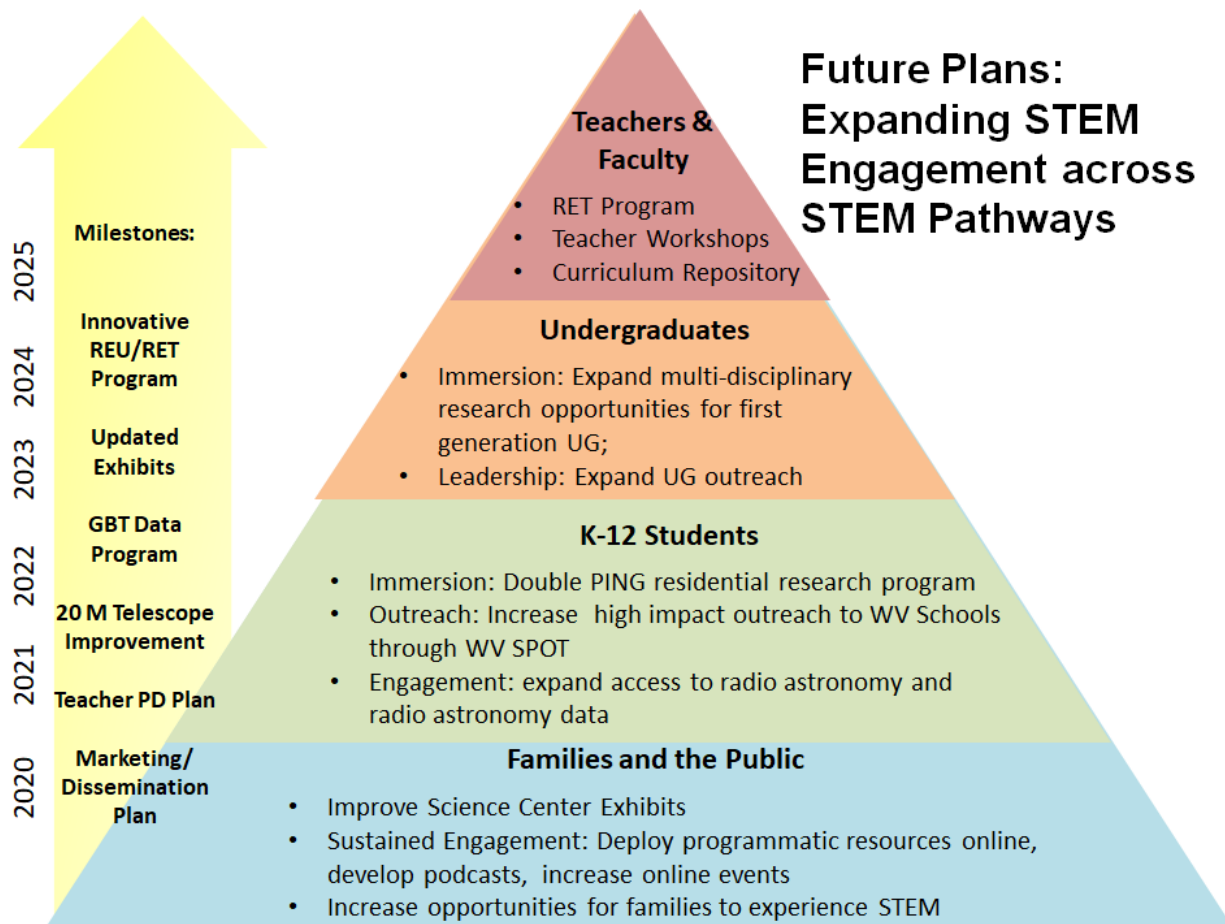 Future Plans:
Expanding STEM
Engagement across
STEM Pathways
Milestones:
2025
Innovative
REU/RET
Program
2024
Updated
Exhibits
2023
GBT Data
Program
2022
20 M Telescope
Improvement
2021
Teacher PD Plan
2020
Marketing/
Dissemination
Plan
Teachers &
Faculty
• RET Program
• Teacher Workshops
• Curriculum Repository
Undergraduates
• Immersion: Expand multi-disciplinary
research opportunities for first
generation UG;
• Leadership: Expand UG outreach
K-12 Students
• Immersion: Double PING residential research program
• Outreach: Increase high impact outreach to WV Schools
through WV SPOT
• Engagement: expand access to radio astronomy and
radio astronomy data
Families and the Public
• Improve Science Center Exhibits
• Sustained Engagement: Deploy programmatic resources online,
develop podcasts, increase online events
• Increase opportunities for families to experience STEM